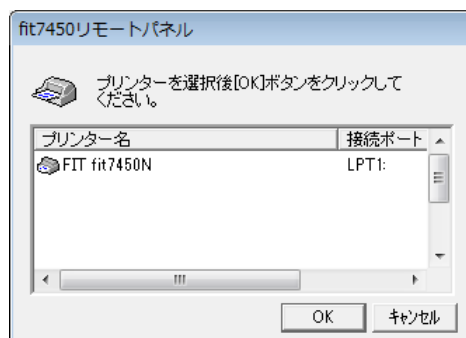 fit7450リモートパネル
プリンターを選択後[OK]ボタンをクリックして
ください。
プリンター名 接続ポート
FIT fit7450N LPT1:
OK キャンセル